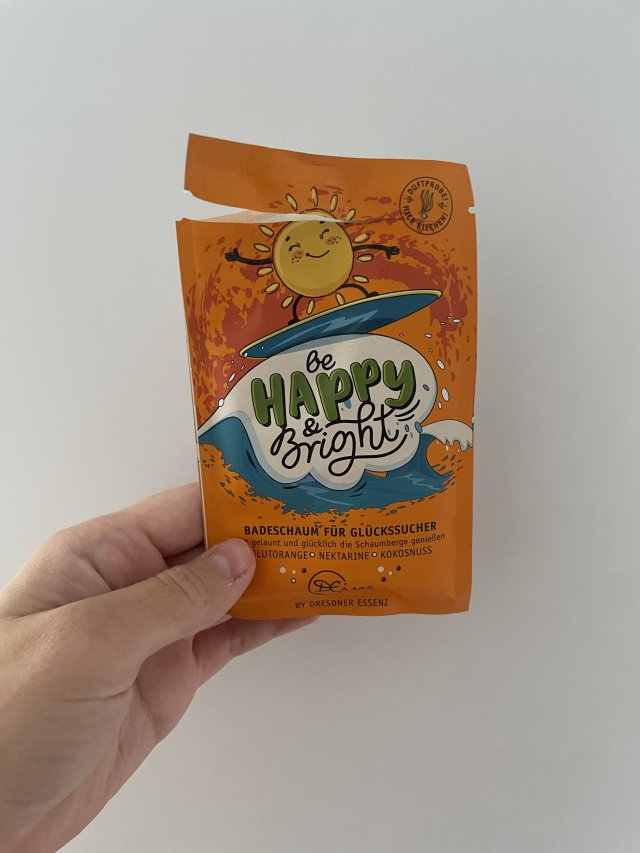 DUFTPROBE!
HIER RIECHEN!
be
HAPPY
&
Bright
BADESCHAUM FÜR GLÜCKSSUCHER
gelaunt und glücklich die Schaumberge genießen
NEKTARINE • KOKOSNUSS
BY DRESDNER ESSENZ